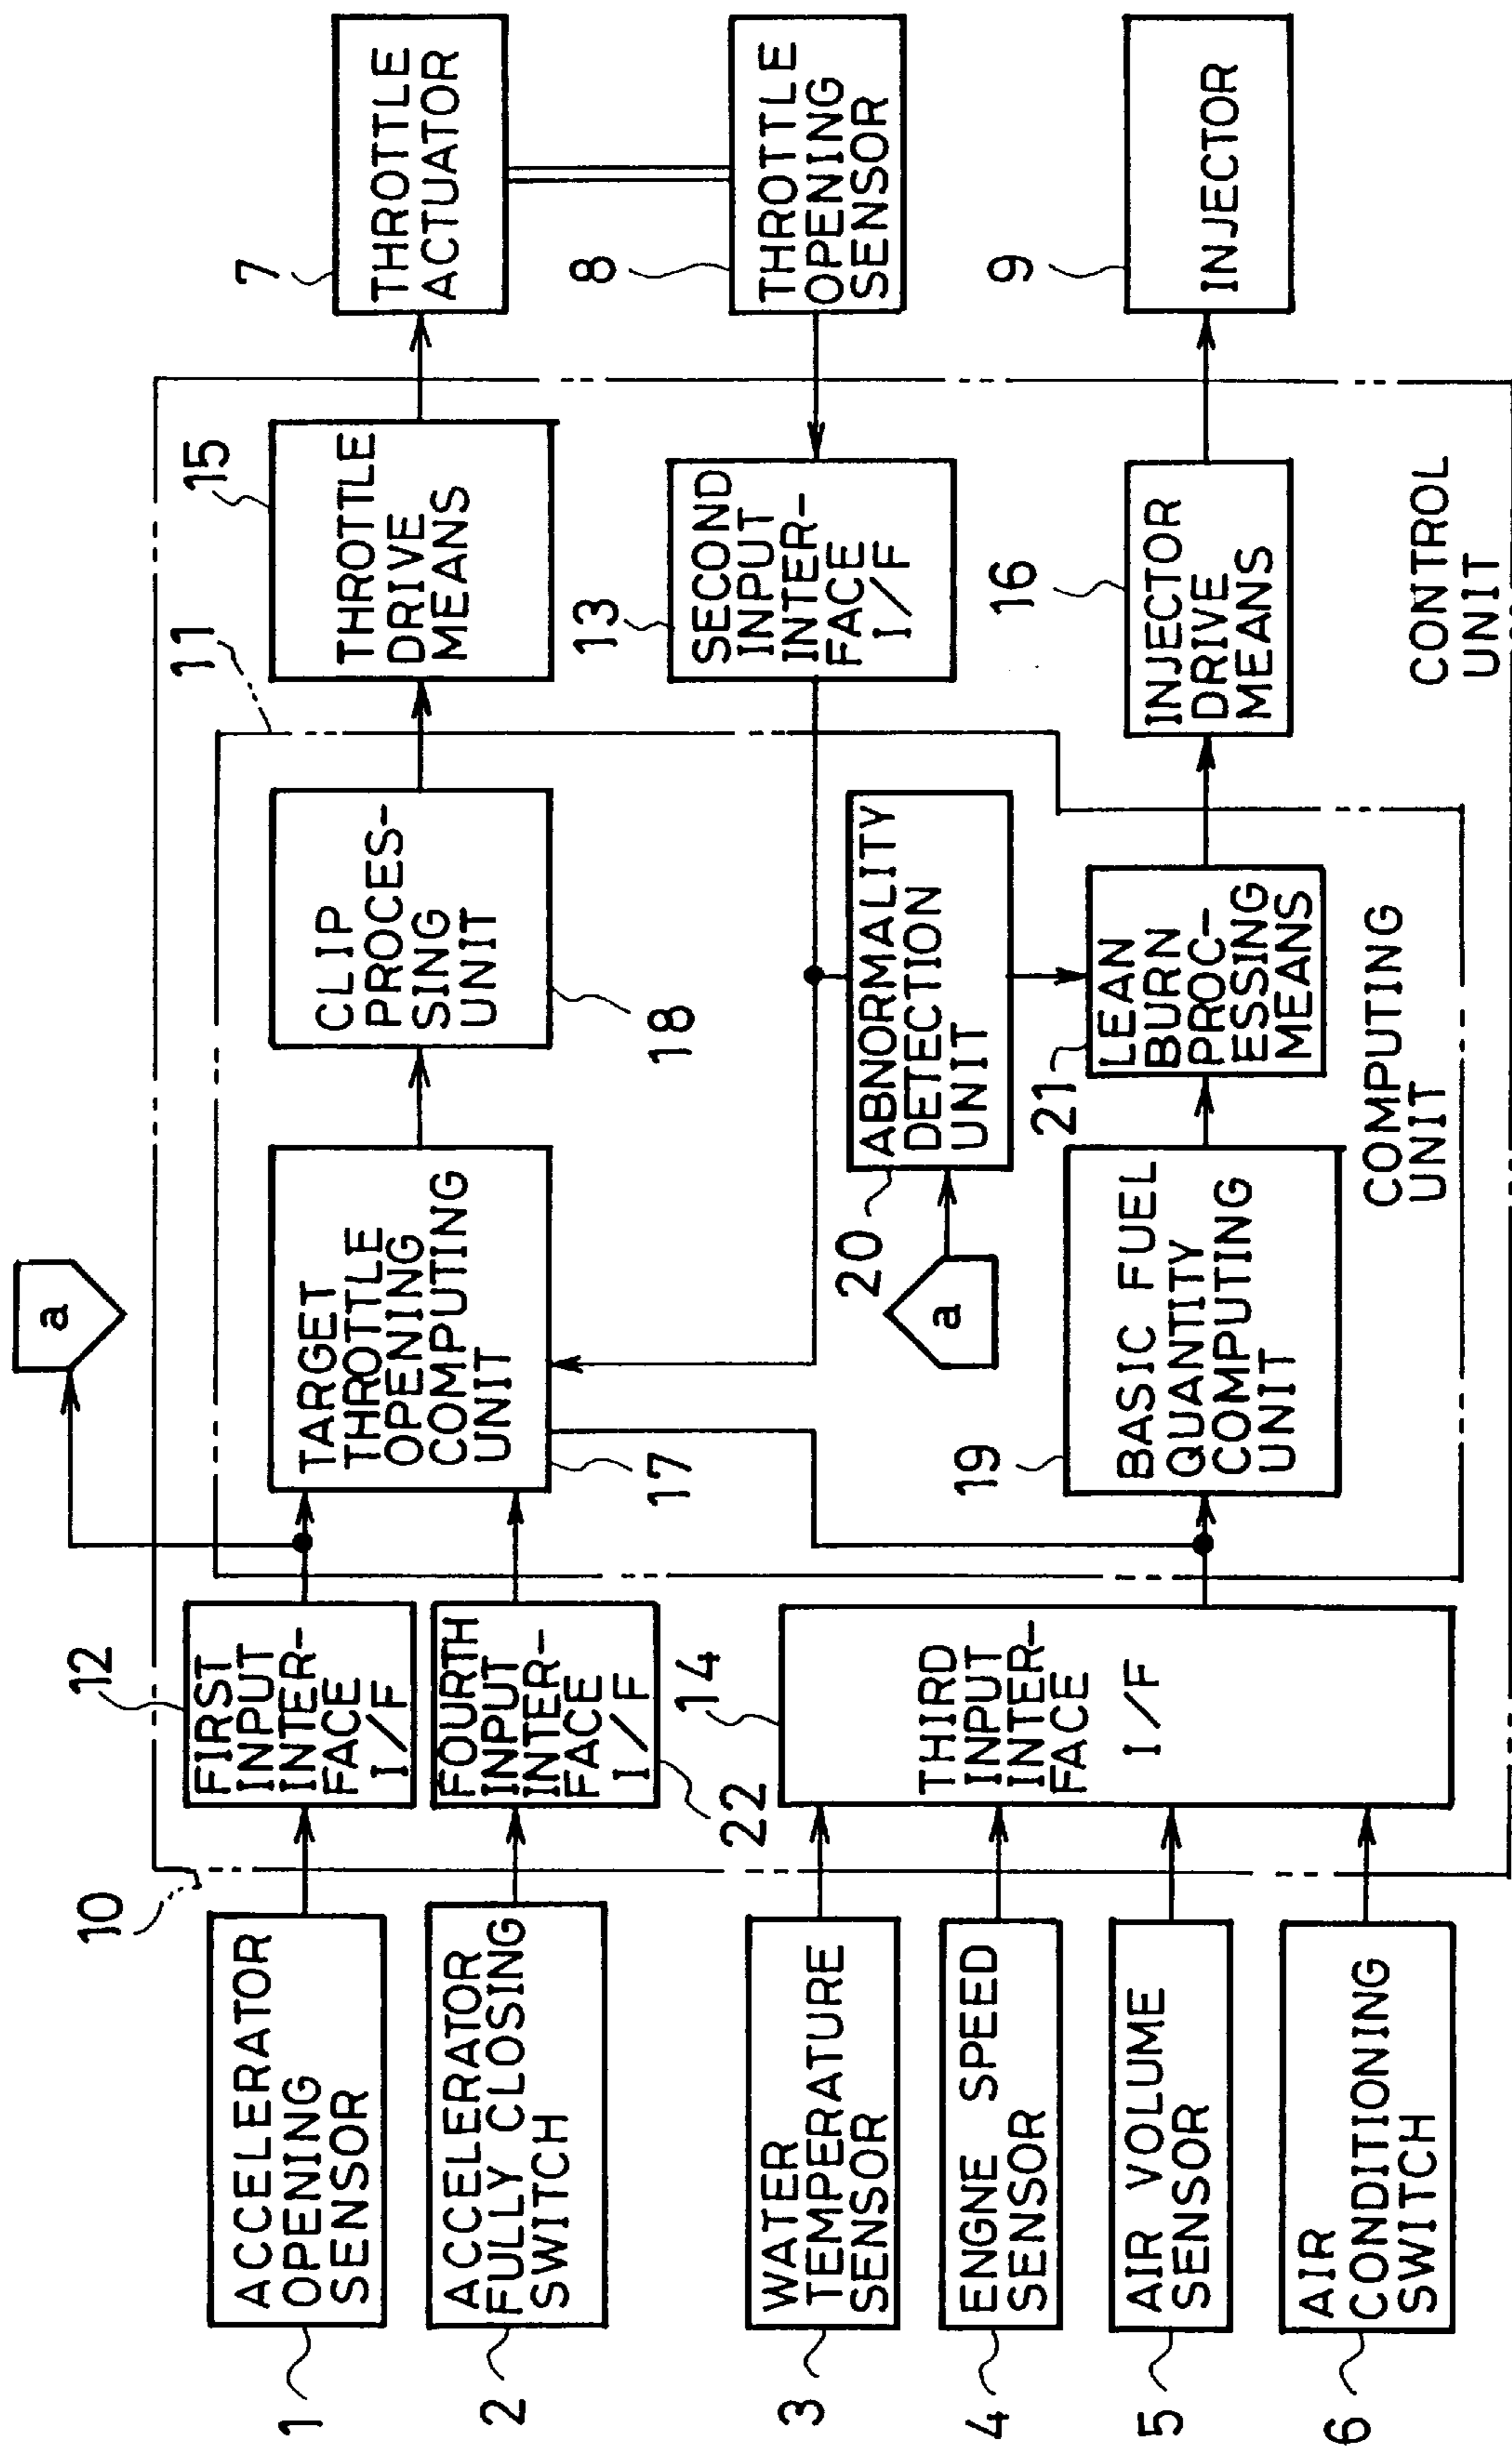 1
ACCELERATOR
OPENING
SENSOR
2
ACCELERATOR
FULLY CLOSING
SWITCH
3
WATER
TEMPERATURE
SENSOR
4
ENGNE SPEED
SENSOR
5
AIR VOLUME
SENSOR
6
AIR
CONDITIONING
SWITCH
10
12
FIRST
INPUT
INTER-
FACE
I/F
FOURTH
INPUT
INTER-
FACE
I/F
22
14
THIRD
INPUT
INTER-
FACE
I/F
a
TARGET
THROTTLE
OPENING
COMPUTING
UNIT
17
19
BASIC FUEL
QUANTITY
COMPUTING
UNIT
a
20
ABNORMALITY
DETECTION
UNIT
CLIP
PROCES-
SING
UNIT
18
21
LEAN
BURN
PROC-
ESSING
MEANS
COMPUTING
UNIT
11
15
THROTTLE
DRIVE
MEANS
13
SECOND
INPUT
INTER-
FACE
I/F
16
INJECTOR
DRIVE
MEANS
CONTROL
UNIT
7
THROTTLE
ACTUATOR
8
THROTTLE
OPENING
SENSOR
9
INJECTOR